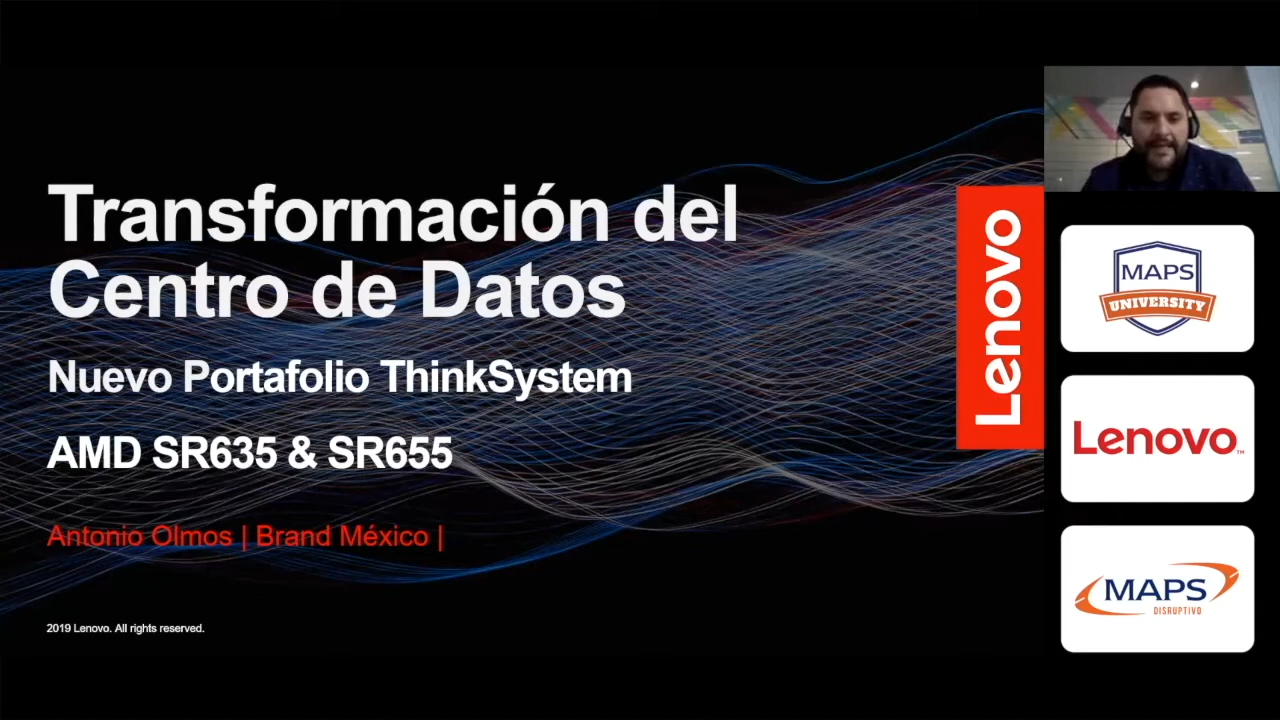 Transformación del
Centro de Datos
Nuevo Portafolio ThinkSystem
AMD SR635 & SR655
Antonio Olmos | Brand México |
2019 Lenovo. All rights reserved.
Lenovo
MAPS
UNIVERSITY
Lenovo™
MAPS
DISRUPTIVO